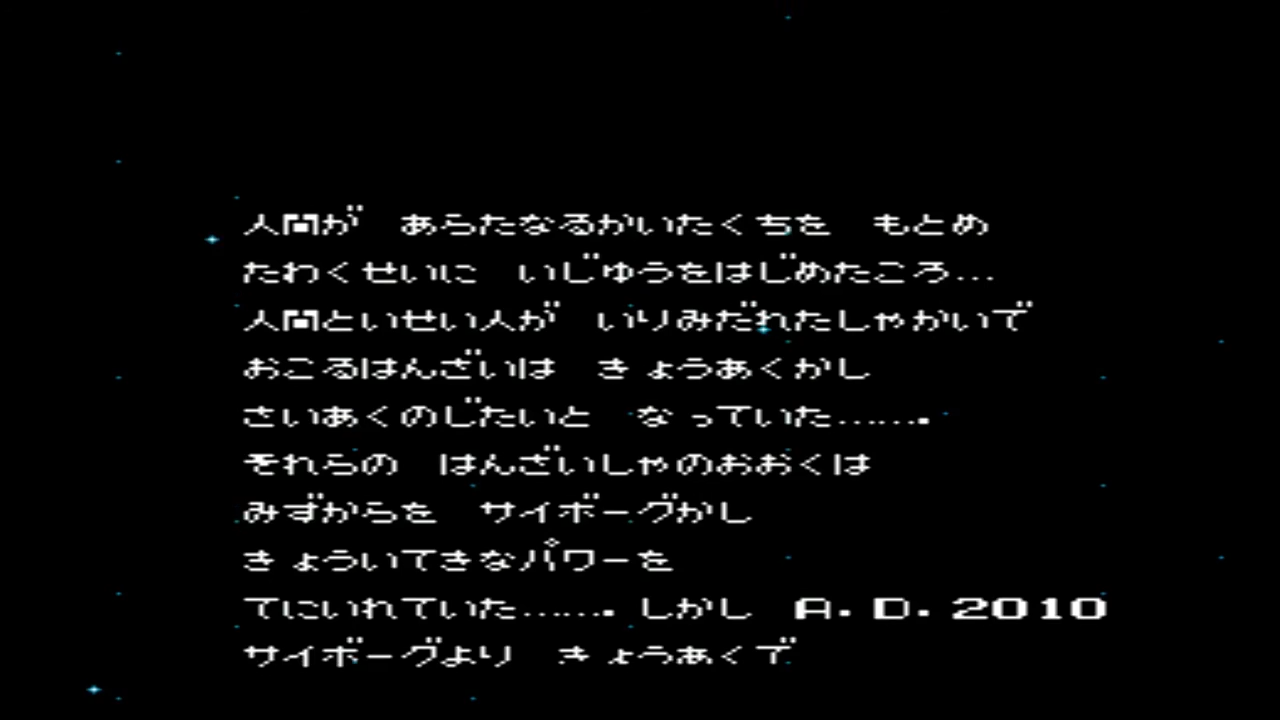 人間が　あらたなるかいたくちを　もとめ
たわくせいに　いじゅうをはじめたころ…
人間といせい人が　いりみだれたしゃかいで
おこるはんざいは　きょうあくかし
さいあくのじたいと　なっていた……．
それらの　はんざいしゃのおおくは
みずからを　サイボーグかし
きょういてきなパワーを
てにいれていた……．しかし　A.D.2010
サイボーグより　きょうあくで